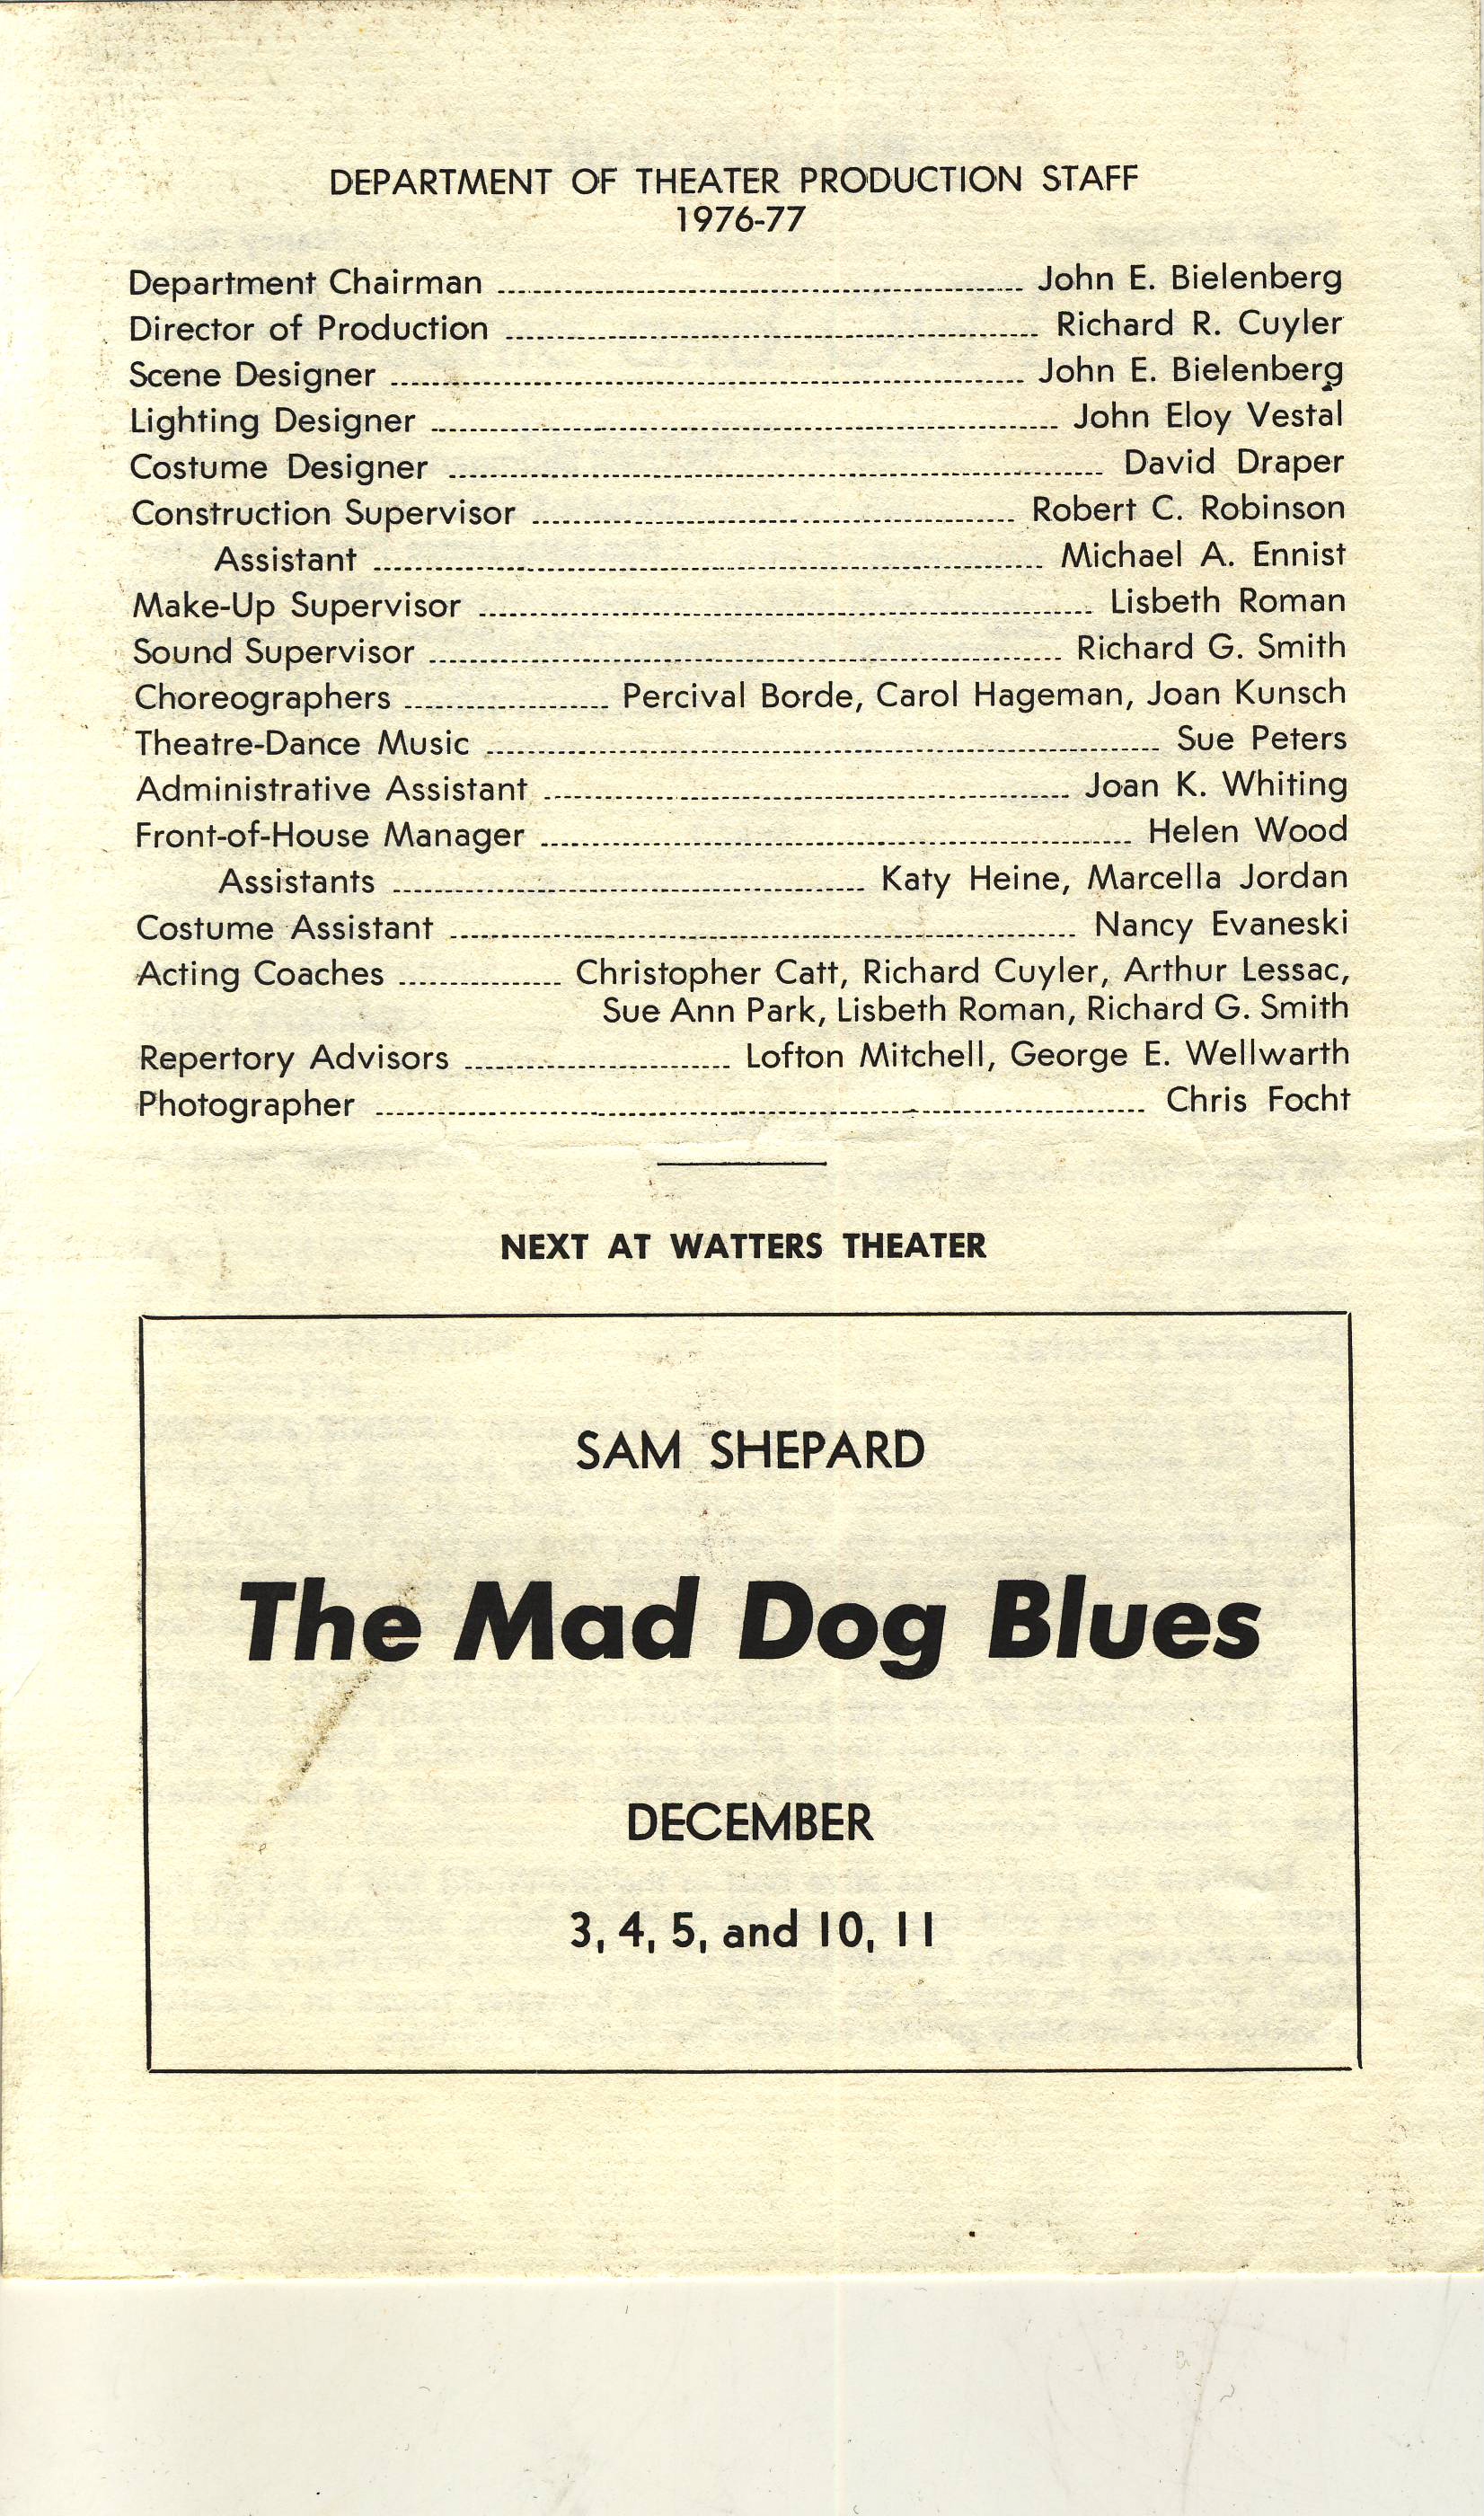 DEPARTMENT OF THEATER PRODUCTION STAFF
1976-77
Department Chairman ........ John E. Bielenberg
Director of Production ........ Richard R. Cuyler
Scene Designer ........ John E. Bielenberg
Lighting Designer ........ John Eloy Vestal
Costume Designer ........ David Draper
Construction Supervisor ........ Robert C. Robinson
Assistant ........ Michael A. Ennist
Make-Up Supervisor ........ Lisbeth Roman
Sound Supervisor ........ Richard G. Smith
Choreographers ........ Percival Borde, Carol Hageman, Joan Kunsch
Theatre-Dance Music ........ Sue Peters
Administrative Assistant ........ Joan K. Whiting
Front-of-House Manager ........ Helen Wood
Assistants ........ Katy Heine, Marcella Jordan
Costume Assistant ........ Nancy Evaneski
Acting Coaches ........ Christopher Catt, Richard Cuyler, Arthur Lessac,
Sue Ann Park, Lisbeth Roman, Richard G. Smith
Repertory Advisors ........ Lofton Mitchell, George E. Wellwarth
Photographer ........ Chris Focht
NEXT AT WATTERS THEATER
SAM SHEPARD
The Mad Dog Blues
DECEMBER
3, 4, 5, and 10, 11